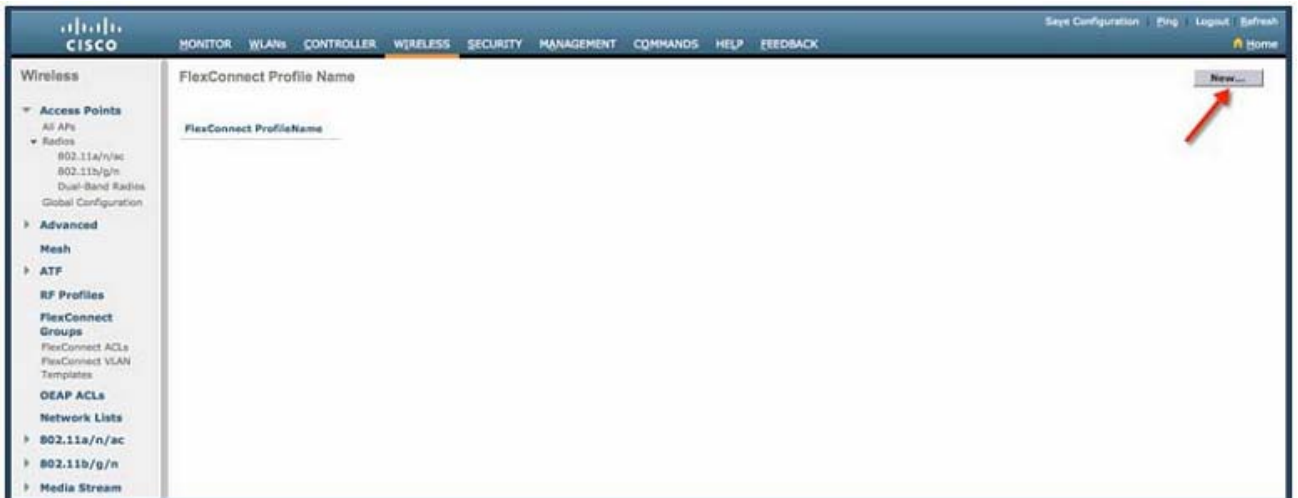 Save Configuration Ping Logout Refresh
CISCO MONITOR WLANs CONTROLLER WIRELESS SECURITY MANAGEMENT COMMANDS HELP FEEDBACK Home
Wireless
FlexConnect Profile Name
New...
Access Points
All APs
Radios
802.11a/n/ac
802.11b/g/n
Dual-Band Radios
Global Configuration
Advanced
Mesh
ATF
RF Profiles
FlexConnect
Groups
FlexConnect ACLs
FlexConnect VLAN
Templates
OEAP ACLs
Network Lists
802.11a/n/ac
802.11b/g/n
Media Stream
FlexConnect ProfileName